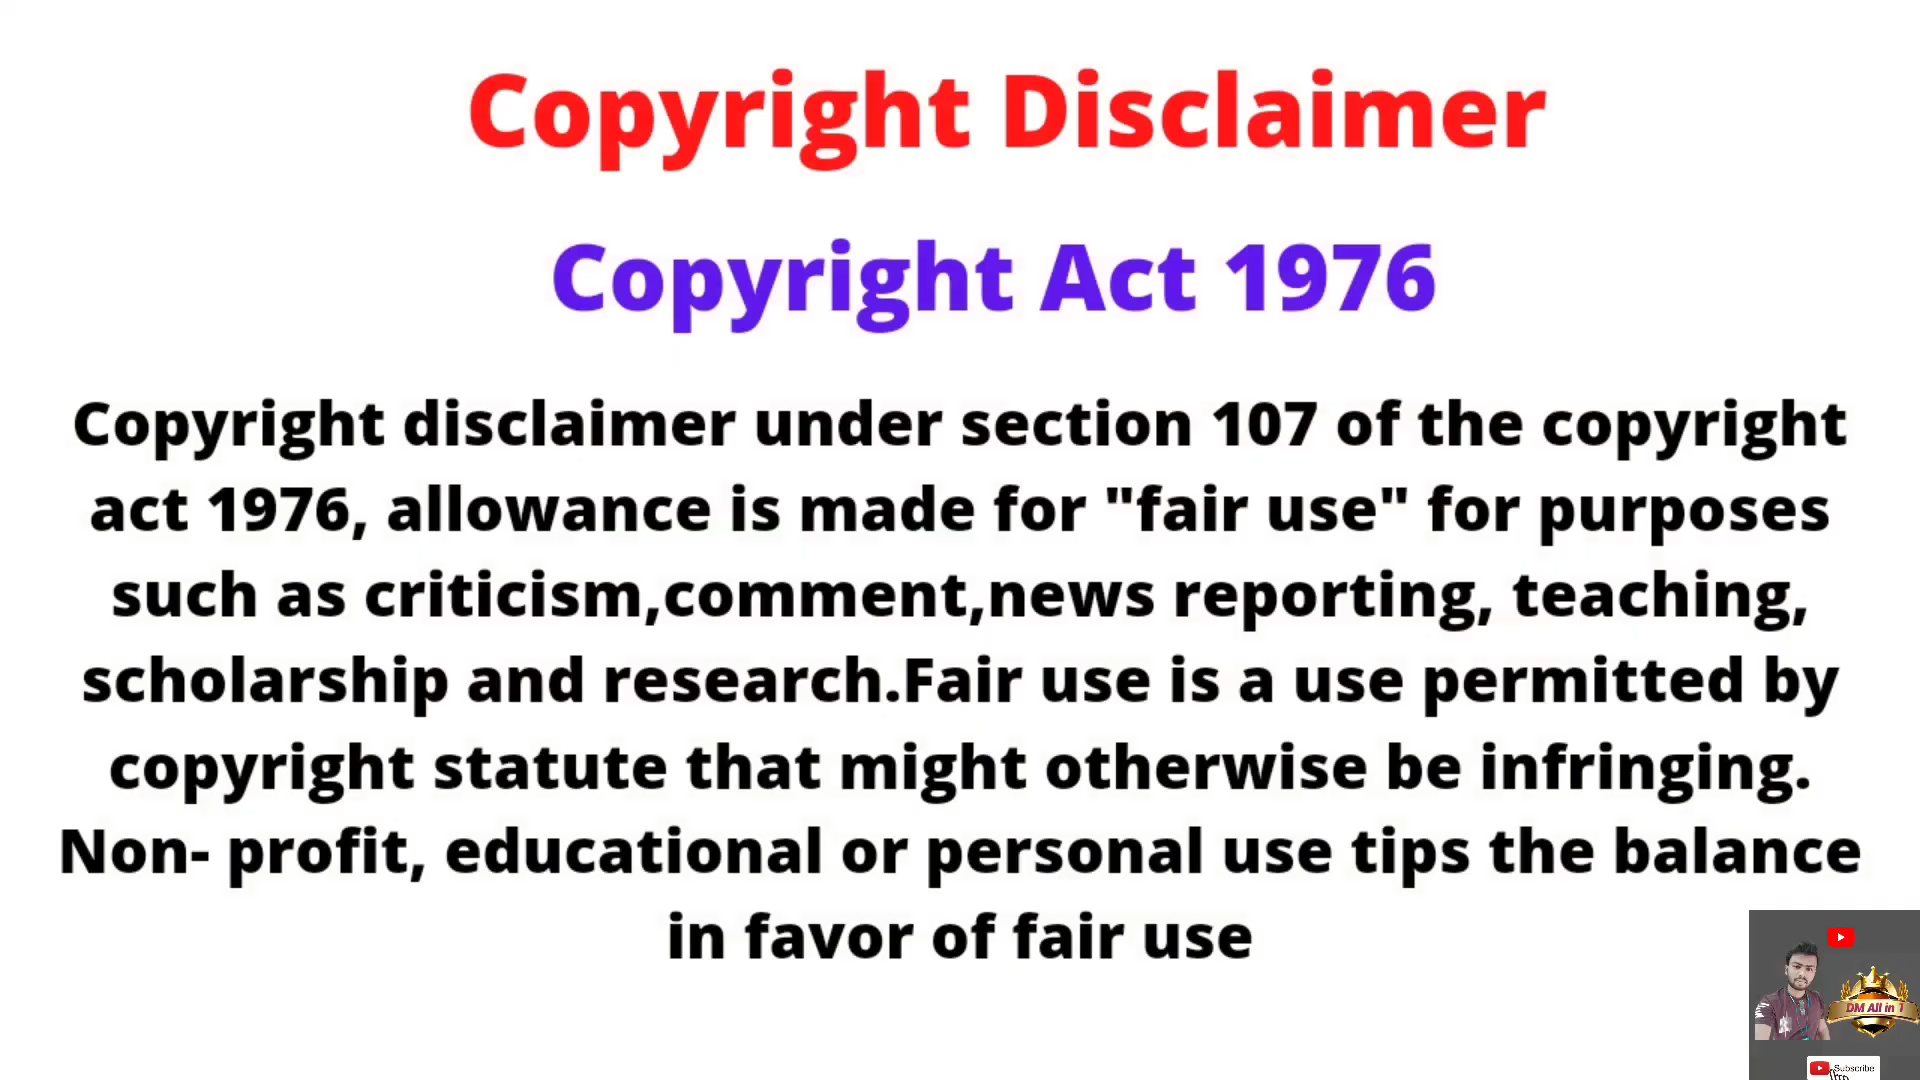 Copyright Disclaimer
Copyright Act 1976
Copyright disclaimer under section 107 of the copyright
act 1976, allowance is made for "fair use" for purposes
such as criticism,comment,news reporting, teaching,
scholarship and research.Fair use is a use permitted by
copyright statute that might otherwise be infringing.
Non- profit, educational or personal use tips the balance
in favor of fair use
DM All in 1
Subscribe